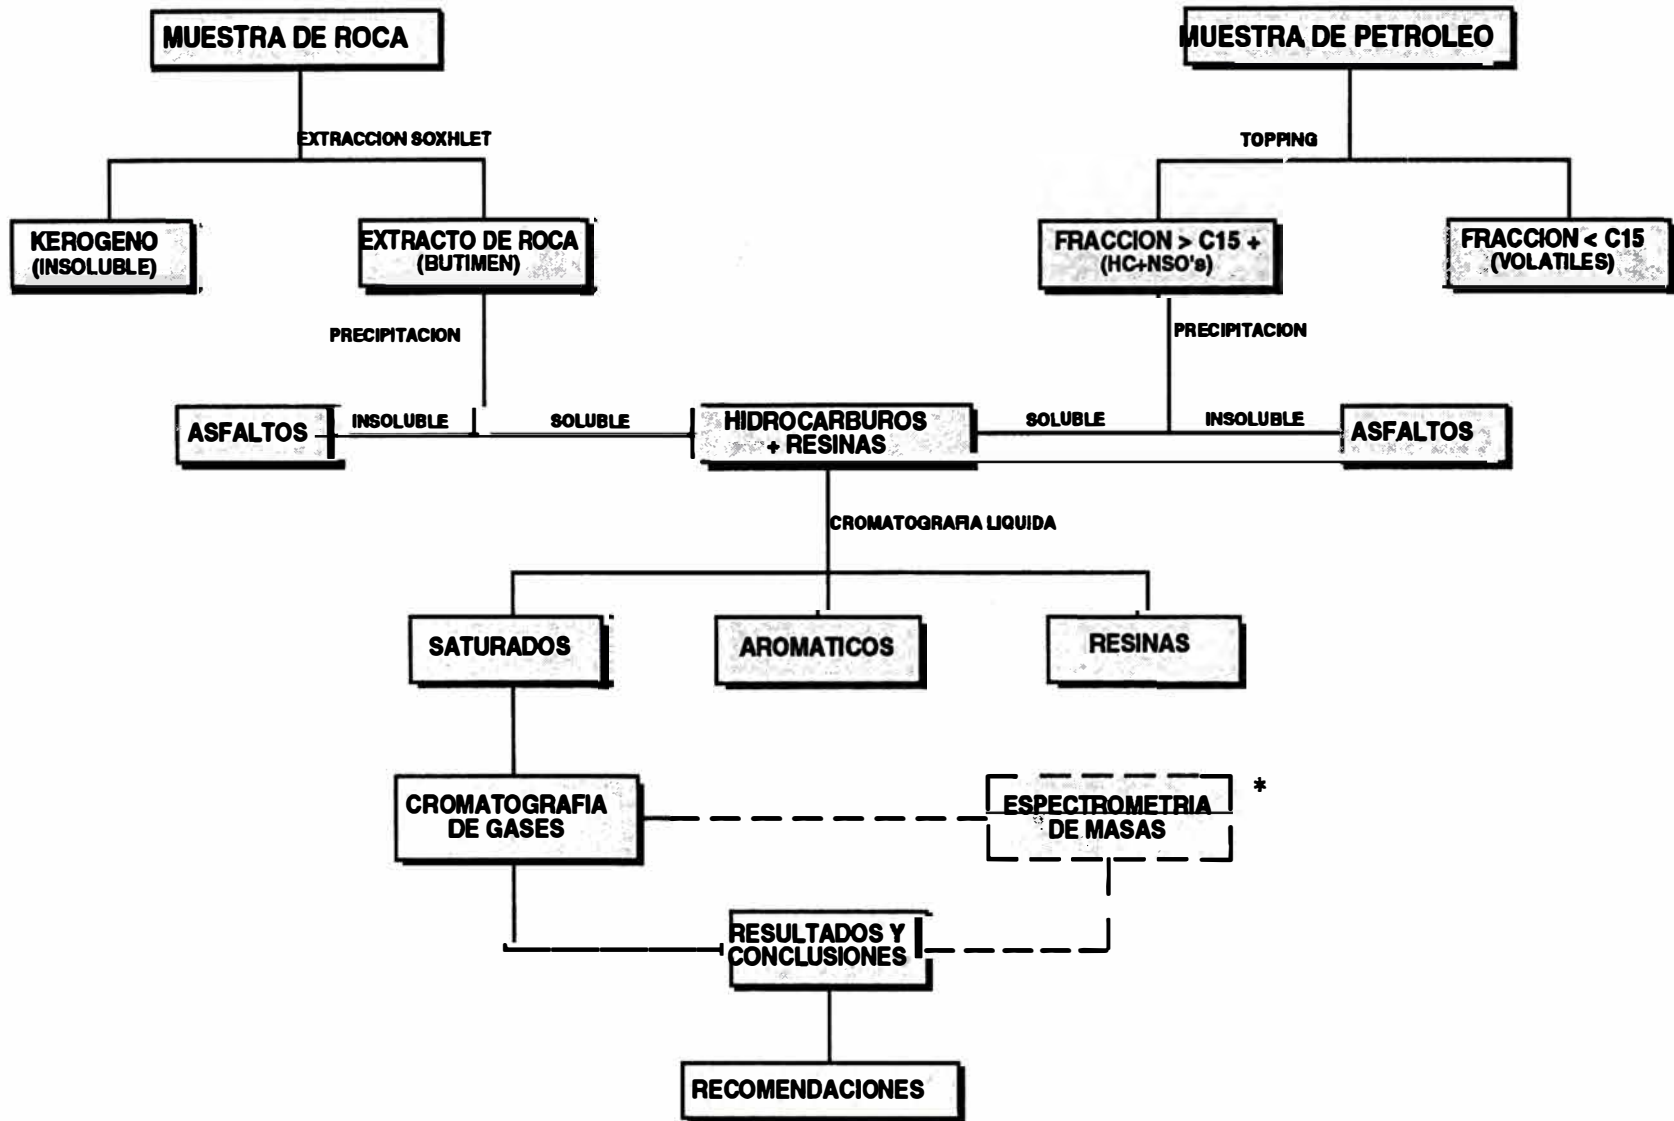 MUESTRA DE ROCA
MUESTRA DE PETROLEO
EXTRACCION SOXHLET
TOPPING
KEROGENO
(INSOLUBLE)
EXTRACTO DE ROCA
(BUTIMEN)
FRACCION > C15 +
(HC+NSO's)
FRACCION < C15
(VOLATILES)
PRECIPITACION
PRECIPITACION
ASFALTOS
INSOLUBLE
SOLUBLE
HIDROCARBUROS
+ RESINAS
SOLUBLE
INSOLUBLE
ASFALTOS
CROMATOGRAFIA LIQUIDA
SATURADOS
AROMATICOS
RESINAS
CROMATOGRAFIA
DE GASES
ESPECTROMETRIA
DE MASAS
*
RESULTADOS Y
CONCLUSIONES
RECOMENDACIONES